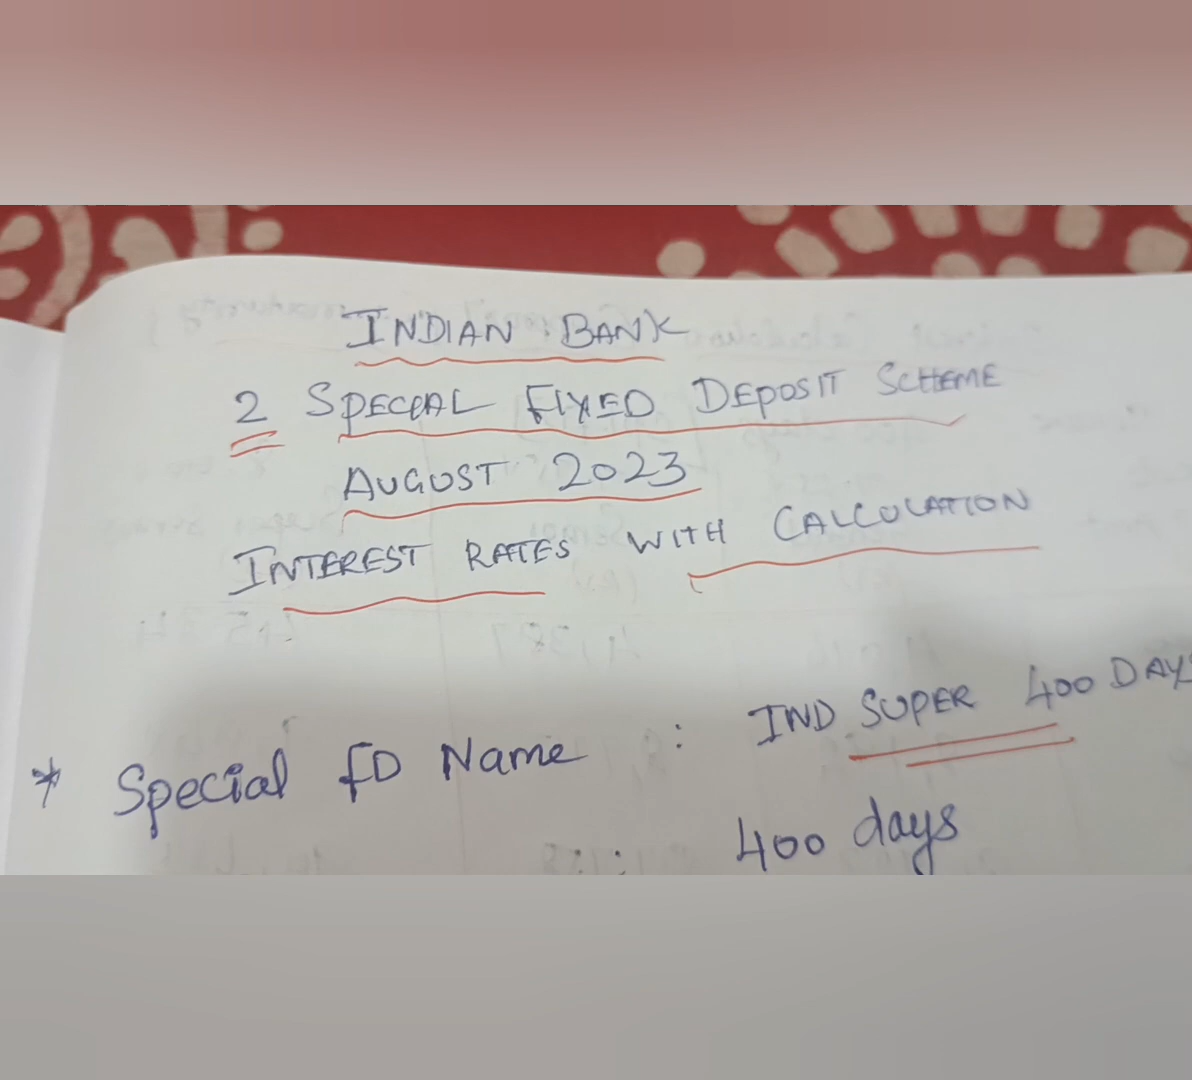 INDIAN BANK
2 SPECIAL FIXED DEPOSIT SCHEME
AUGUST 2023
INTEREST RATES WITH CALCULATION
* Special FD Name : IND SUPER 400 DAYS
400 days